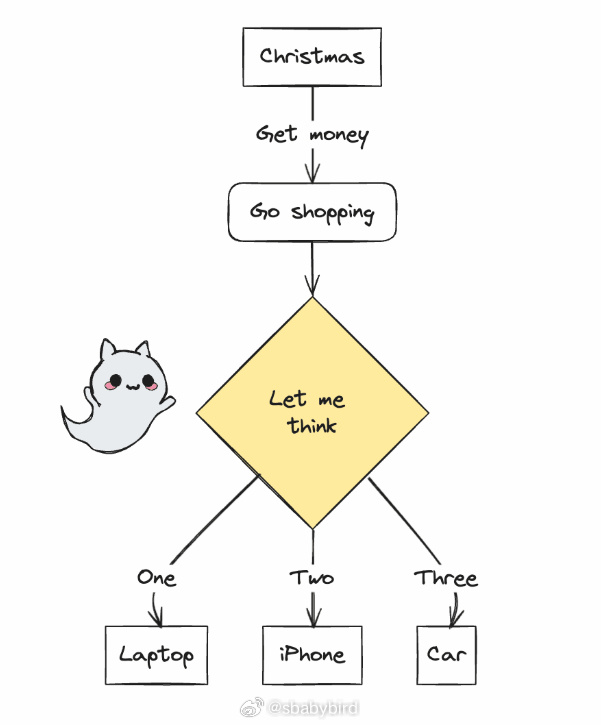 Christmas
Get money
Go shopping
Let me
think
One
Two
Three
Laptop
iPhone
Car
@sbabybird